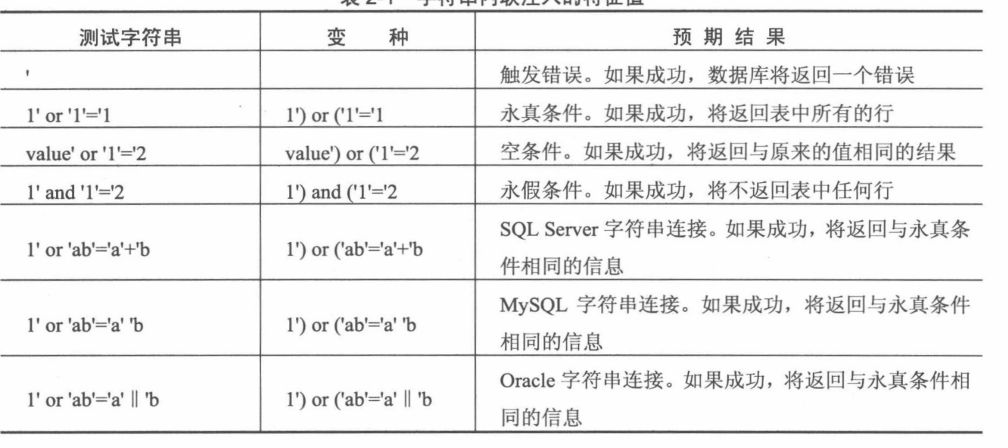 表 2-1 字符串内联注入的特征值
测试字符串 变 种 预 期 结 果
' 触发错误。如果成功，数据库将返回一个错误
1' or '1'='1 1') or ('1'='1 永真条件。如果成功，将返回表中所有的行
value' or '1'='2 value') or ('1'='2 空条件。如果成功，将返回与原来的值相同的结果
1' and '1'='2 1') and ('1'='2 永假条件。如果成功，将不返回表中任何行
1' or 'ab'='a'+'b 1') or ('ab'='a'+'b SQL Server 字符串连接。如果成功，将返回与永真条
件相同的信息
1' or 'ab'='a' 'b 1') or ('ab'='a' 'b MySQL 字符串连接。如果成功，将返回与永真条件
相同的信息
1' or 'ab'='a' || 'b 1') or ('ab'='a' || 'b Oracle 字符串连接。如果成功，将返回与永真条件相
同的信息